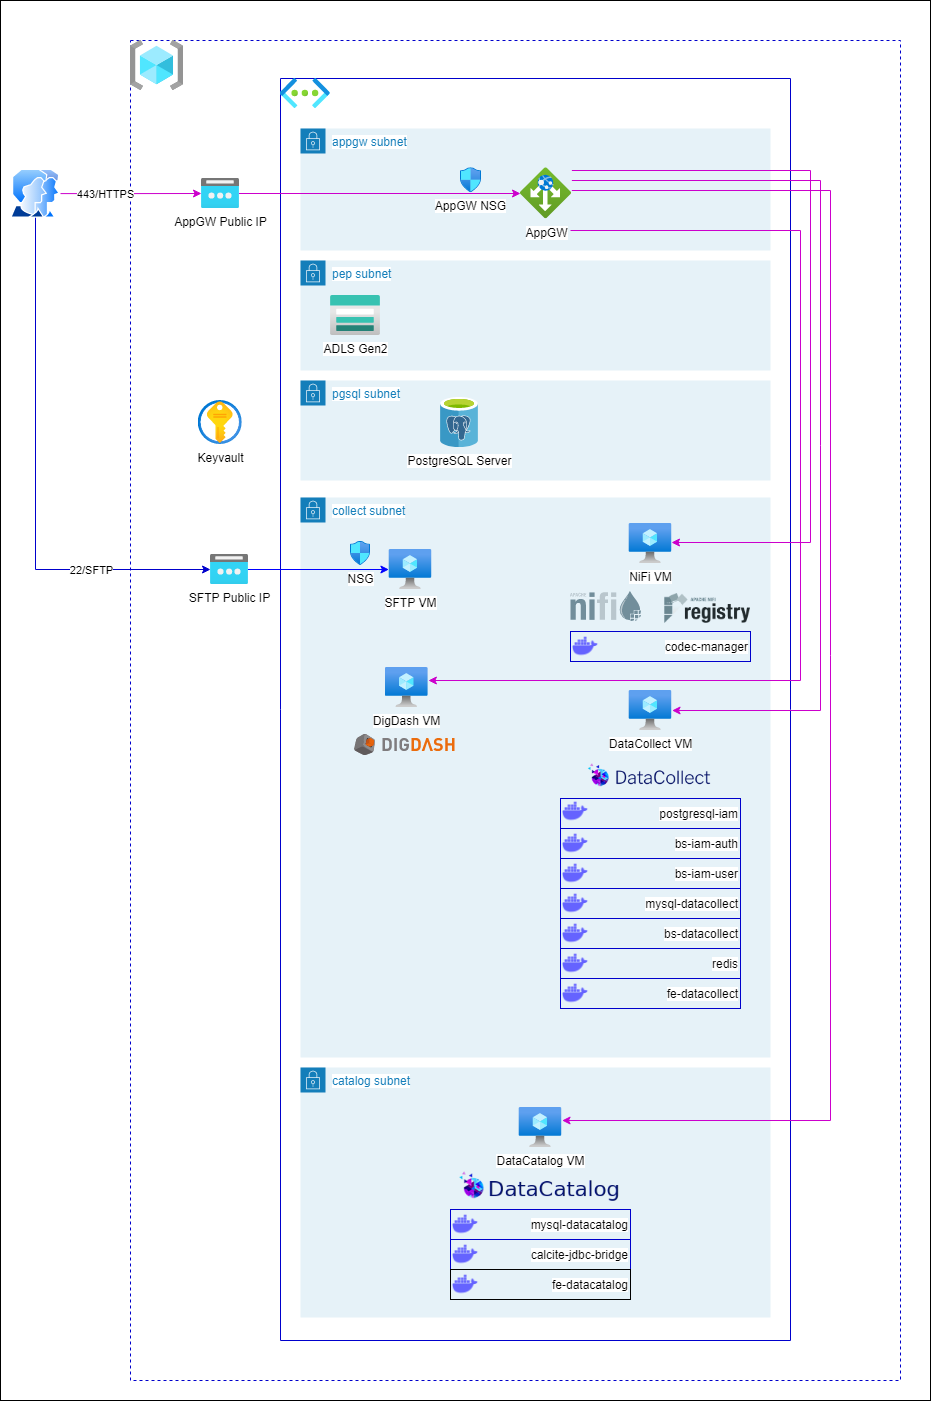 appgw subnet
443/HTTPS
AppGW Public IP
AppGW NSG
AppGW
pep subnet
ADLS Gen2
pgsql subnet
PostgreSQL Server
Keyvault
collect subnet
22/SFTP
SFTP Public IP
NSG
SFTP VM
NiFi VM
APACHE
nifi
APACHE NIFI
registry
codec-manager
DigDash VM
DIGDASH
DataCollect VM
DataCollect
postgresql-iam
bs-iam-auth
bs-iam-user
mysql-datacollect
bs-datacollect
redis
fe-datacollect
catalog subnet
DataCatalog VM
DataCatalog
mysql-datacatalog
calcite-jdbc-bridge
fe-datacatalog